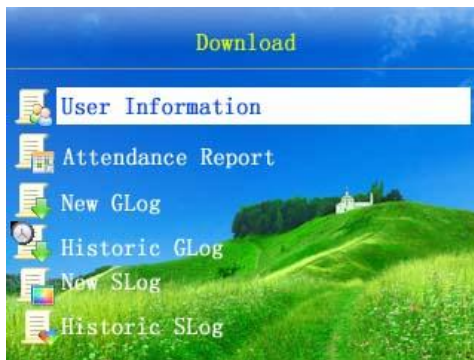 Download
User Information
Attendance Report
New GLog
Historic GLog
New SLog
Historic SLog